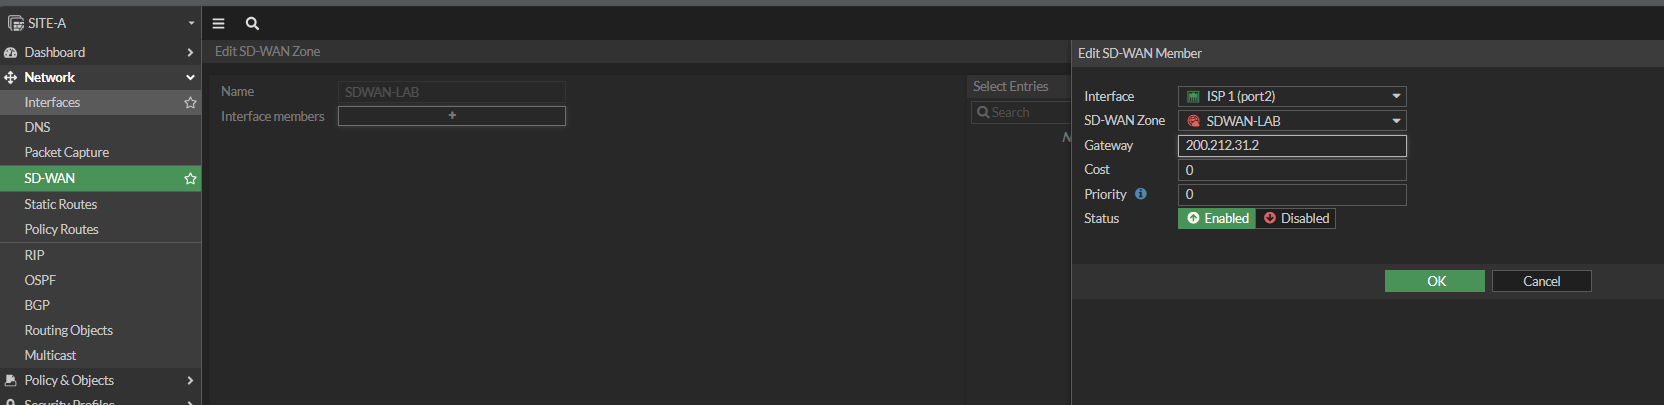 SITE-A
Dashboard
Network
Interfaces
DNS
Packet Capture
SD-WAN
Static Routes
Policy Routes
RIP
OSPF
BGP
Routing Objects
Multicast
Policy & Objects
Security Profiles
Edit SD-WAN Zone
Name SDWAN-LAB
Interface members +
Select Entries
Search
Edit SD-WAN Member
Interface ISP 1 (port2)
SD-WAN Zone SDWAN-LAB
Gateway 200.212.31.2
Cost 0
Priority 0
Status Enabled Disabled
OK Cancel